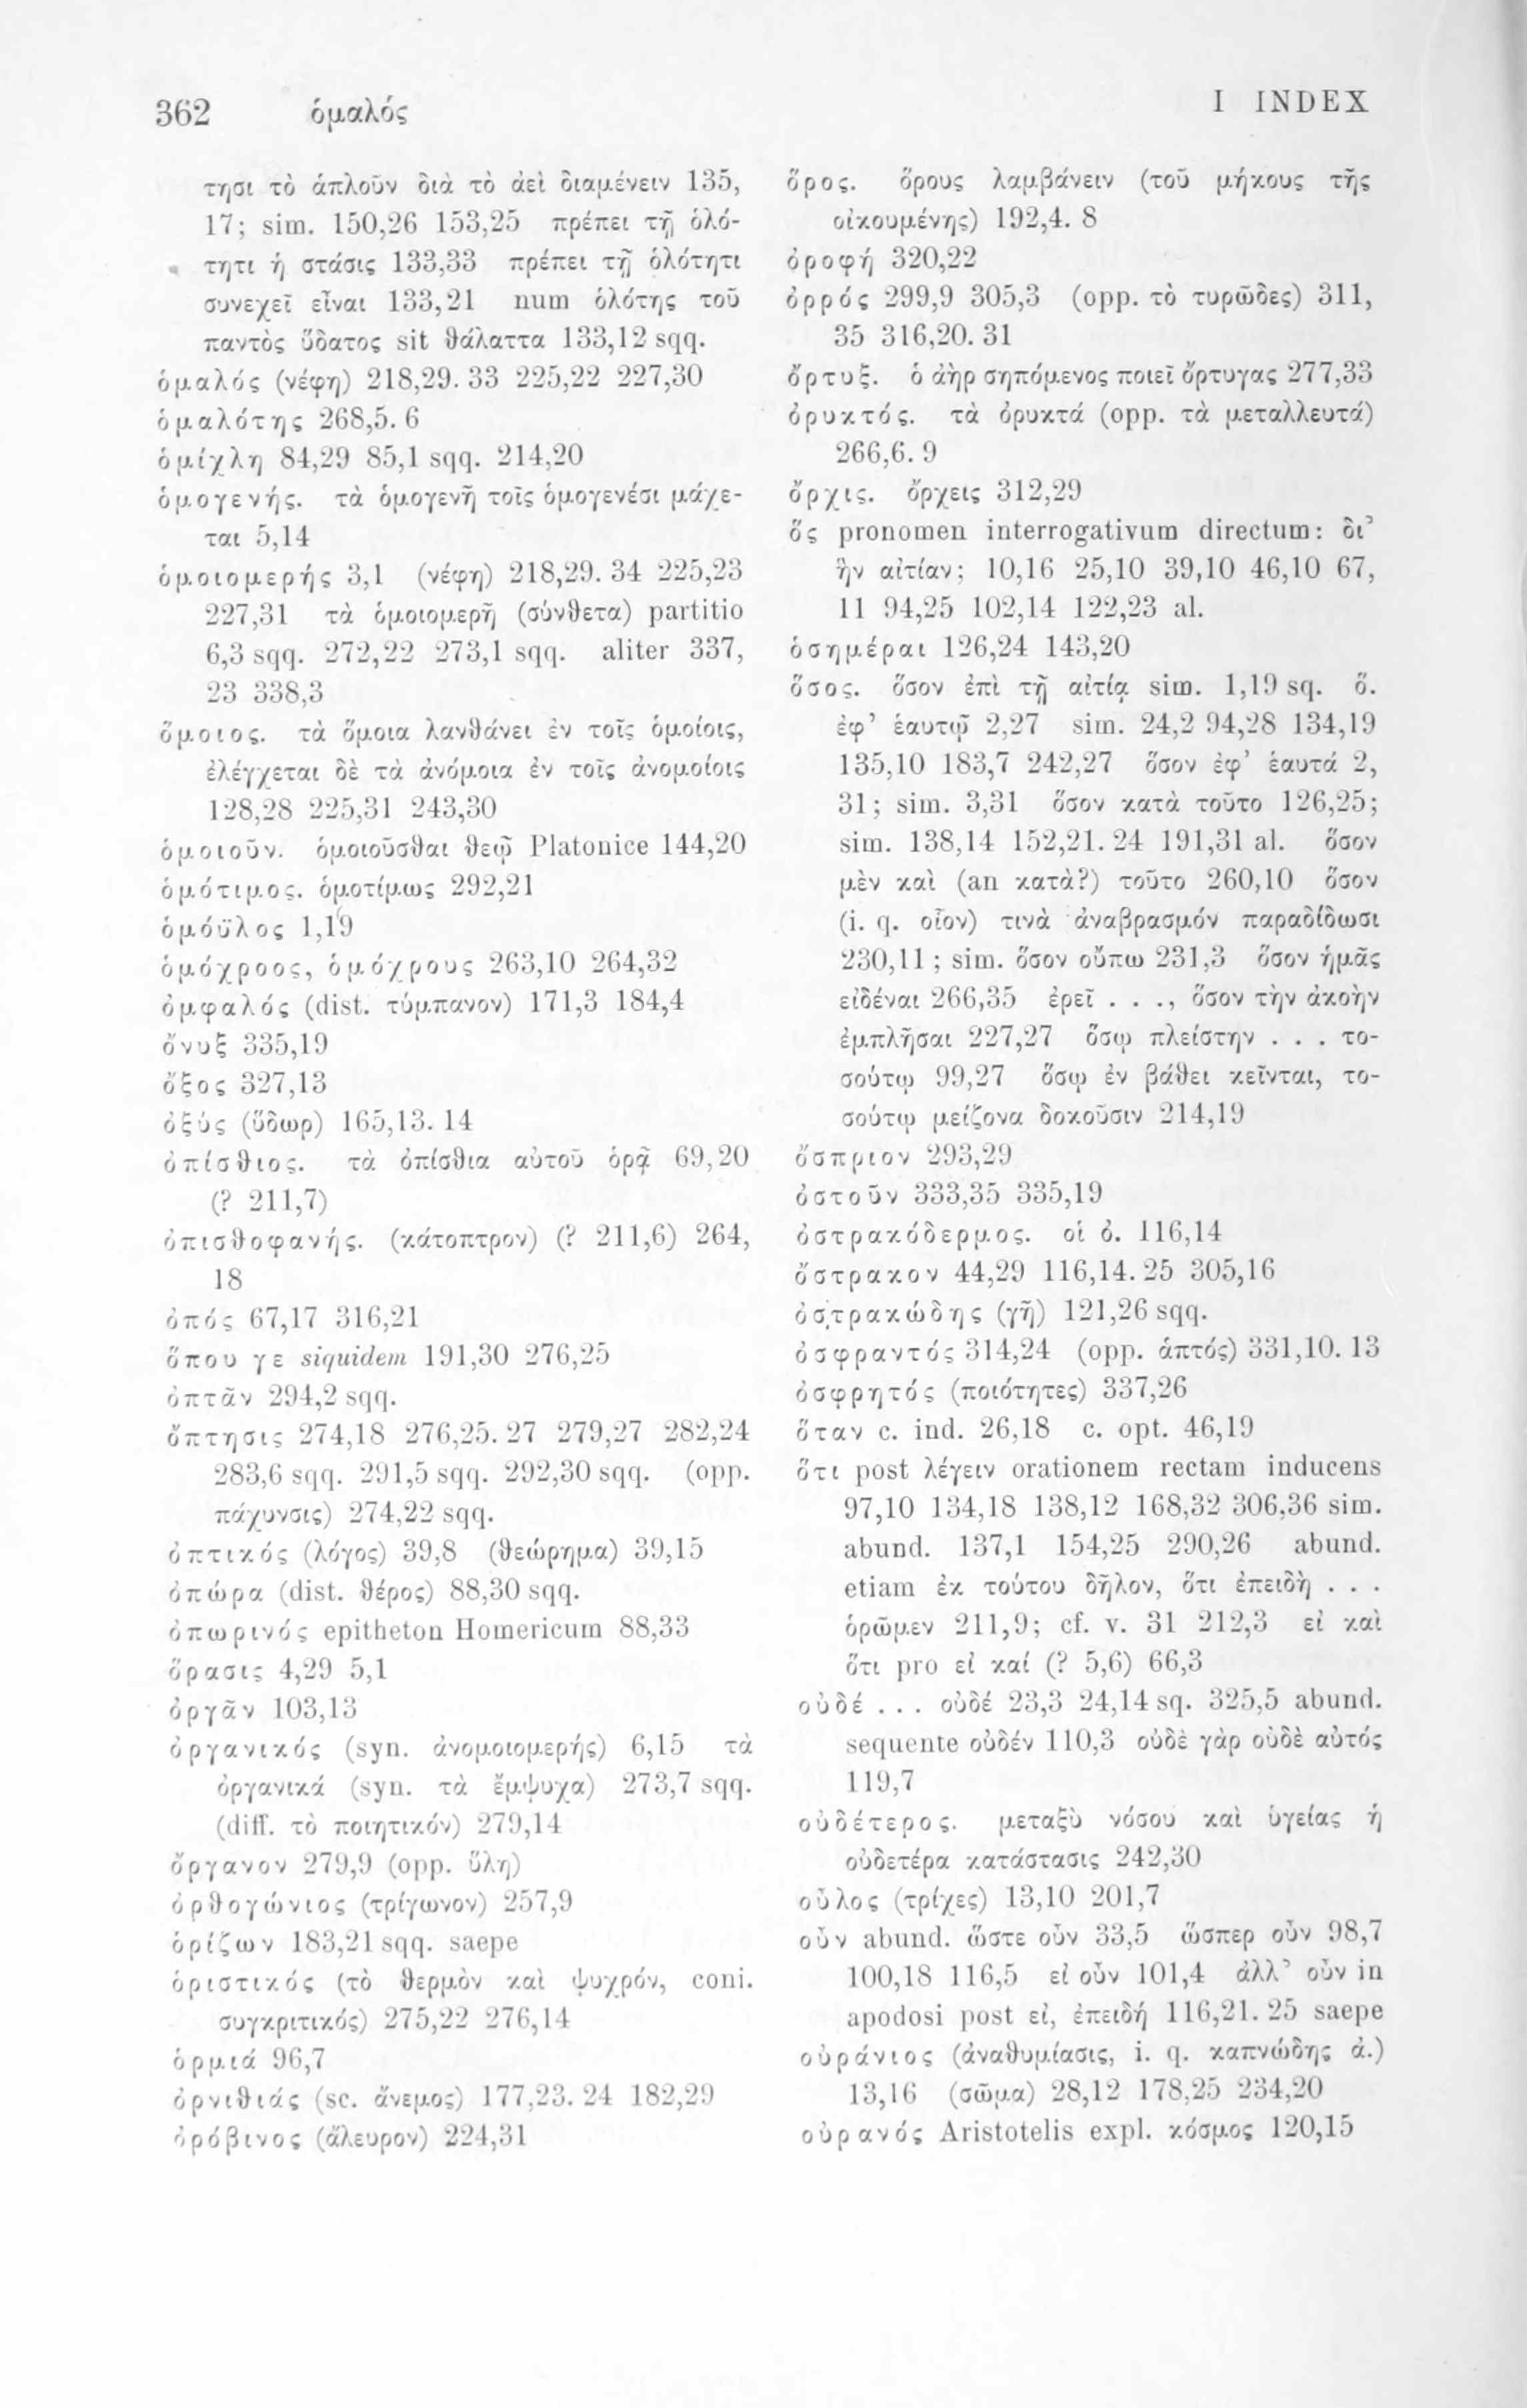 362 ὁμαλός
I INDEX
τησι τὸ ἁπλοῦν διὰ τὸ ἀεὶ διαμένειν 135,
17; sim. 150,26 153,25 πρέπει τῇ ὁλό-
τητι ἡ στάσις 133,33 πρέπει τῇ ὁλότητι
συνεχεῖ εἶναι 133,21 num ὁλότης τοῦ
παντὸς ὕδατος sit θάλαττα 133,12 sqq.
ὁμαλός (νέφη) 218,29. 33 225,22 227,30
ὁμαλότης 268,5. 6
ὁμίχλη 84,29 85,1 sqq. 214,20
ὁμογενής. τὰ ὁμογενῆ τοῖς ὁμογενέσι μάχε-
ται 5,14
ὁμοιομερής 3,1 (νέφη) 218,29. 34 225,23
227,31 τὰ ὁμοιομερῆ (σύνθετα) partitio
6,3 sqq. 272,22 273,1 sqq. aliter 337,
23 338,3
ὅμοιος. τὰ ὅμοια λανθάνει ἐν τοῖς ὁμοίοις,
ἐλέγχεται δὲ τὰ ἀνόμοια ἐν τοῖς ἀνομοίοις
128,28 225,31 243,30
ὁμοιοῦν. ὁμοιοῦσθαι θεῷ Platonice 144,20
ὁμότιμος. ὁμοτίμως 292,21
ὁμόϋλος 1,19
ὁμόχροος, ὁμόχρους 263,10 264,32
ὀμφαλός (dist. τύμπανον) 171,3 184,4
ὄνυξ 335,19
ὄξος 327,13
ὀξύς (ὕδωρ) 165,13. 14
ὀπίσθιος. τὰ ὀπίσθια αὑτοῦ ὁρᾷ 69,20
(? 211,7)
ὀπισθοφανής. (κάτοπτρον) (? 211,6) 264,
18
ὀπός 67,17 316,21
ὅπου γε siquidem 191,30 276,25
ὀπτᾶν 294,2 sqq.
ὄπτησις 274,18 276,25. 27 279,27 282,24
283,6 sqq. 291,5 sqq. 292,30 sqq. (opp.
πάχυνσις) 274,22 sqq.
ὀπτικός (λόγος) 39,8 (θεώρημα) 39,15
ὀπώρα (dist. θέρος) 88,30 sqq.
ὀπωρινός epitheton Homericum 88,33
ὅρασις 4,29 5,1
ὀργᾶν 103,13
ὀργανικός (syn. ἀνομοιομερής) 6,15 τὰ
ὀργανικά (syn. τὰ ἔμψυχα) 273,7 sqq.
(diff. τὸ ποιητικόν) 279,14
ὄργανον 279,9 (opp. ὕλη)
ὀρθογώνιος (τρίγωνον) 257,9
ὁρίζων 183,21 sqq. saepe
ὁριστικός (τὸ θερμὸν καὶ ψυχρόν, coni.
συγκριτικός) 275,22 276,14
ὁρμιά 96,7
ὀρνιθιάς (sc. ἄνεμος) 177,23. 24 182,29
ὀρόβινος (ἄλευρον) 224,31
ὅρος. ὅρους λαμβάνειν (τοῦ μήκους τῆς
οἰκουμένης) 192,4. 8
ὀροφή 320,22
ὀρρός 299,9 305,3 (opp. τὸ τυρῶδες) 311,
35 316,20. 31
ὄρτυξ. ὁ ἀὴρ σηπόμενος ποιεῖ ὄρτυγας 277,33
ὀρυκτός. τὰ ὀρυκτά (opp. τὰ μεταλλευτά)
266,6. 9
ὄρχις. ὄρχεις 312,29
ὅς pronomen interrogativum directum: δι᾽
ἣν αἰτίαν; 10,16 25,10 39,10 46,10 67,
11 94,25 102,14 122,23 al.
ὁσημέραι 126,24 143,20
ὅσος. ὅσον ἐπὶ τῇ αἰτίᾳ sim. 1,19 sq. ὅ.
ἐφ᾽ ἑαυτῷ 2,27 sim. 24,2 94,28 134,19
135,10 183,7 242,27 ὅσον ἐφ᾽ ἑαυτά 2,
31; sim. 3,31 ὅσον κατὰ τοῦτο 126,25;
sim. 138,14 152,21. 24 191,31 al. ὅσον
μὲν καὶ (an κατὰ?) τοῦτο 260,10 ὅσον
(i. q. οἷον) τινὰ ἀναβρασμόν παραδίδωσι
230,11; sim. ὅσον οὔπω 231,3 ὅσον ἡμᾶς
εἰδέναι 266,35 ἐρεῖ . . ., ὅσον τὴν ἀκοὴν
ἐμπλῆσαι 227,27 ὅσῳ πλείστην . . . το-
σούτῳ 99,27 ὅσῳ ἐν βάθει κεῖνται, το-
σούτῳ μείζονα δοκοῦσιν 214,19
ὄσπριον 293,29
ὀστοῦν 333,35 335,19
ὀστρακόδερμος. οἱ ὀ. 116,14
ὄστρακον 44,29 116,14. 25 305,16
ὀστρακώδης (γῆ) 121,26 sqq.
ὀσφραντός 314,24 (opp. ἁπτός) 331,10. 13
ὀσφρητός (ποιότητες) 337,26
ὅταν c. ind. 26,18 c. opt. 46,19
ὅτι post λέγειν orationem rectam inducens
97,10 134,18 138,12 168,32 306,36 sim.
abund. 137,1 154,25 290,26 abund.
etiam ἐκ τούτου δῆλον, ὅτι ἐπειδὴ . . .
ὁρῶμεν 211,9; cf. v. 31 212,3 εἰ καὶ
ὅτι pro εἰ καί (? 5,6) 66,3
οὐδέ . . . οὐδέ 23,3 24,14 sq. 325,5 abund.
sequente οὐδέν 110,3 οὐδὲ γὰρ οὐδὲ αὐτός
119,7
οὐδέτερος. μεταξὺ νόσου καὶ ὑγείας ἡ
οὐδετέρα κατάστασις 242,30
οὖλος (τρίχες) 13,10 201,7
οὖν abund. ὥστε οὖν 33,5 ὥσπερ οὖν 98,7
100,18 116,5 εἰ οὖν 101,4 ἀλλ᾽ οὖν in
apodosi post εἰ, ἐπειδή 116,21. 25 saepe
οὐράνιος (ἀναθυμίασις, i. q. καπνώδης ἀ.)
13,16 (σῶμα) 28,12 178,25 234,20
οὐρανός Aristotelis expl. κόσμος 120,15